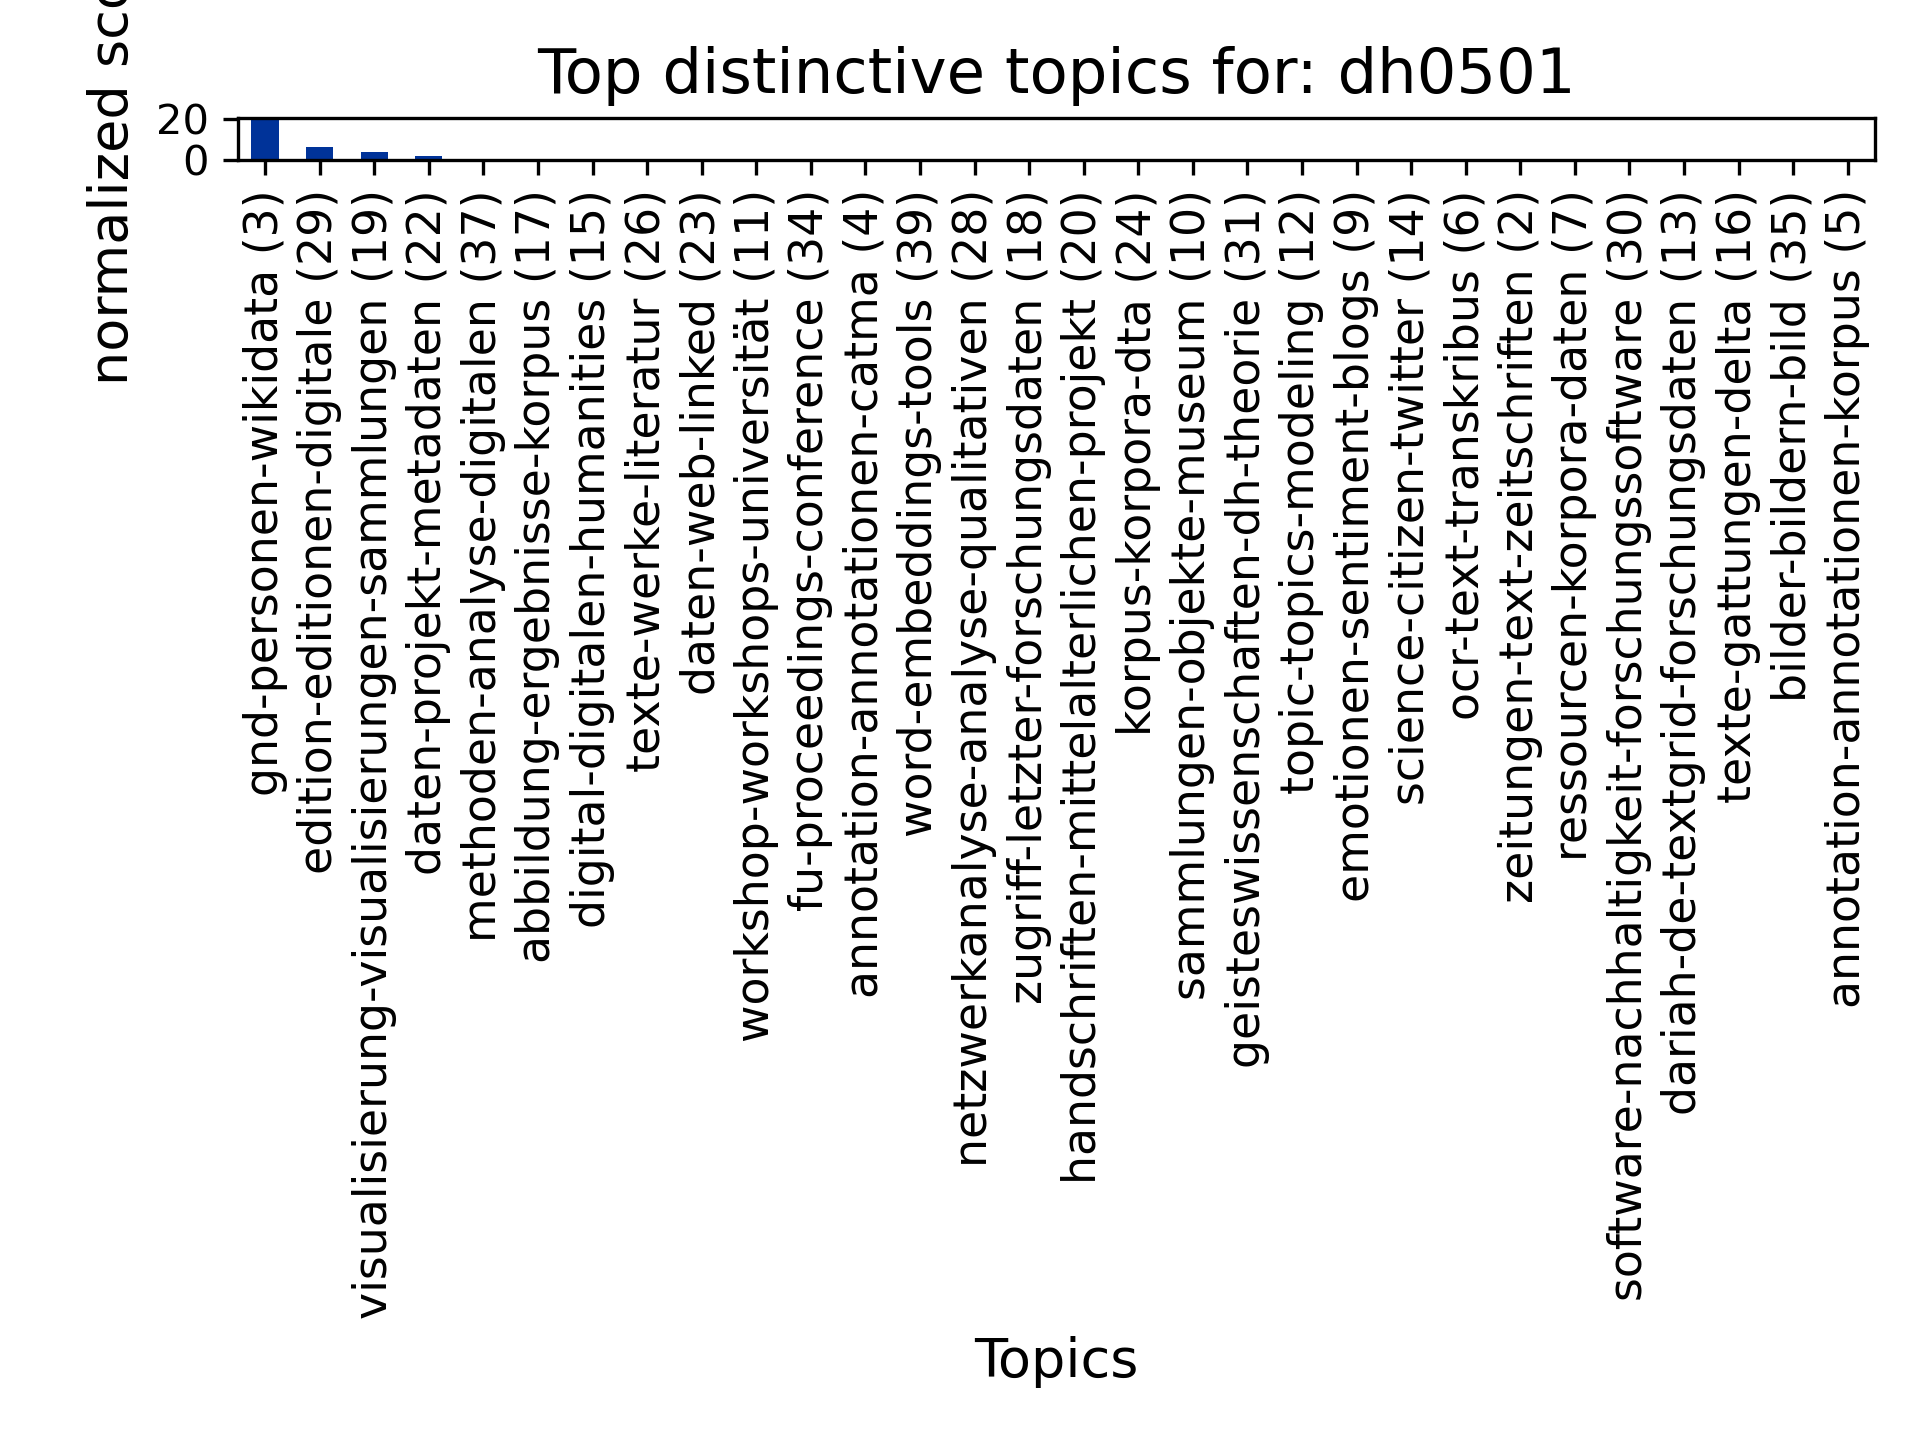 Top distinctive topics for: dh0501
normalized
20
0
gnd-personen-wikidata (3)
edition-editionen-digitale (29)
visualisierung-visualisierungen-sammlungen (19)
daten-projekt-metadaten (22)
methoden-analyse-digitalen (37)
abbildung-ergebnisse-korpus (17)
digital-digitalen-humanities (15)
texte-werke-literatur (26)
daten-web-linked (23)
workshop-workshops-universität (11)
fu-proceedings-conference (34)
annotation-annotationen-catma (4)
word-embeddings-tools (39)
netzwerkanalyse-analyse-qualitativen (28)
zugriff-letzter-forschungsdaten (18)
handschriften-mittelalterlichen-projekt (20)
korpus-korpora-dta (24)
sammlungen-objekte-museum (10)
geisteswissenschaften-dh-theorie (31)
topic-topics-modeling (12)
emotionen-sentiment-blogs (9)
science-citizen-twitter (14)
ocr-text-transkribus (6)
zeitungen-text-zeitschriften (2)
ressourcen-korpora-daten (7)
software-nachhaltigkeit-forschungssoftware (30)
dariah-de-textgrid-forschungsdaten (13)
texte-gattungen-delta (16)
bilder-bildern-bild (35)
annotation-annotationen-korpus (5)
Topics